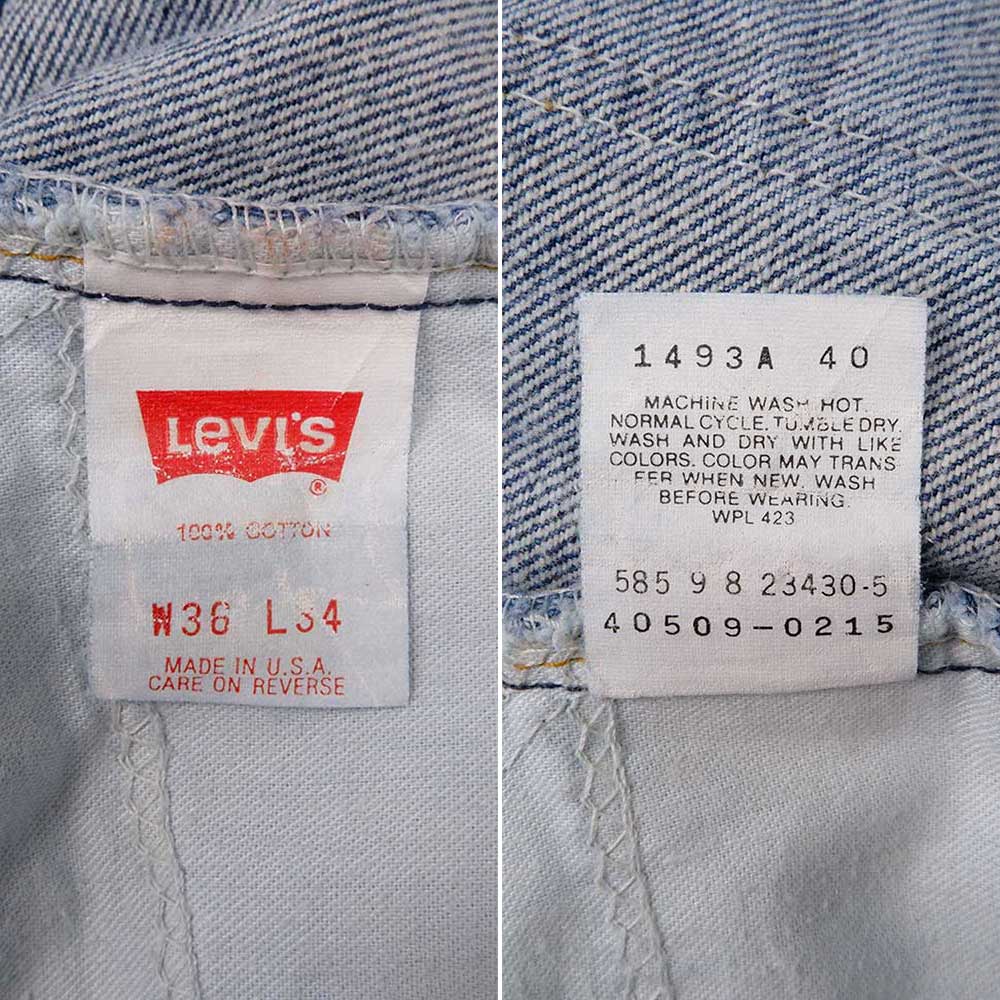 Levi's
®
100% COTTON
W36 L34
MADE IN U.S.A.
CARE ON REVERSE
1493A 40
MACHINE WASH HOT.
NORMAL CYCLE. TUMBLE DRY.
WASH AND DRY WITH LIKE
COLORS. COLOR MAY TRANS
FER WHEN NEW. WASH
BEFORE WEARING.
WPL 423
585 9 8 23430-5
40509-0215